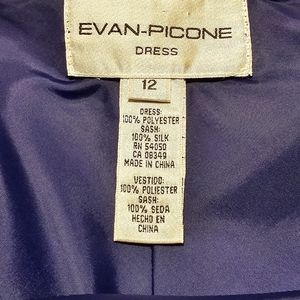 EVAN-PICONE
DRESS
12
DRESS:
100% POLYESTER
SASH:
100% SILK
RN 54050
CA 08349
MADE IN CHINA
VESTIDO:
100% POLIESTER
SASH:
100% SEDA
HECHO EN
CHINA